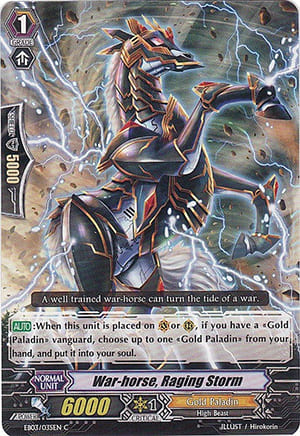 1
GRADE
5000
A well trained war-horse can turn the tide of a war.
AUTO :When this unit is placed on V or R, if you have a «Gold
Paladin» vanguard, choose up to one «Gold Paladin» from your
hand, and put it into your soul.
NORMAL
UNIT
War-horse, Raging Storm
POWER
6000
1
CRITICAL
Gold Paladin
High Beast
EB03/035EN C
ILLUST / Hirokorin